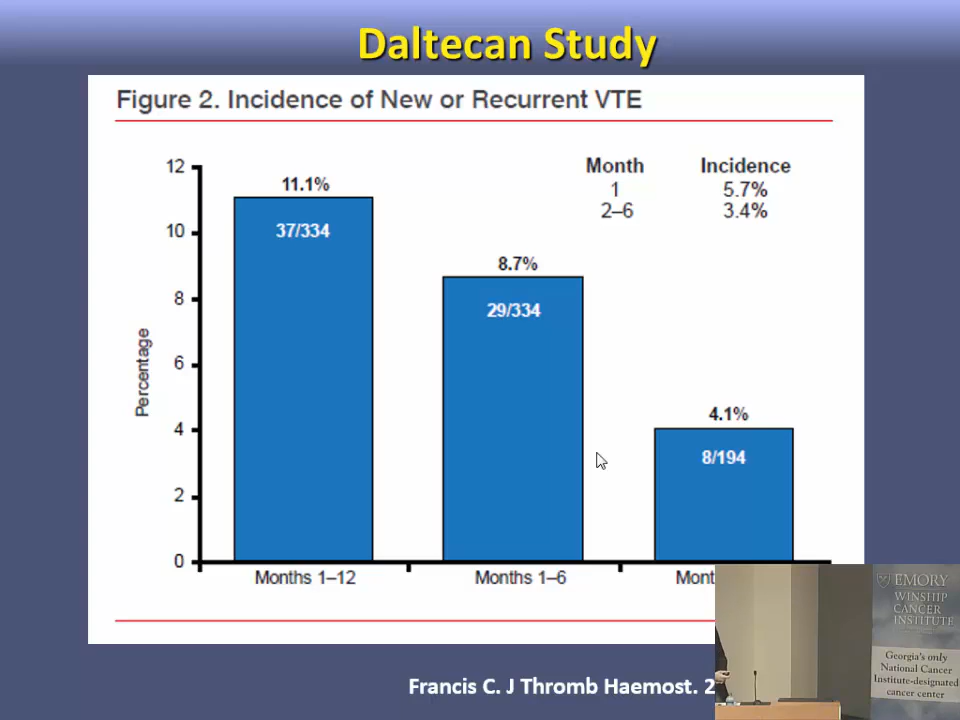 Daltecan Study
Figure 2. Incidence of New or Recurrent VTE
Month Incidence
1 5.7%
2–6 3.4%
Percentage
12
10
8
6
4
2
0
11.1%
37/334
8.7%
29/334
4.1%
8/194
Months 1–12
Months 1–6
Francis C. J Thromb Haemost.
EMORY
WINSHIP
CANCER
INSTITUTE
Georgia's only
National Cancer
Institute-designated
cancer center